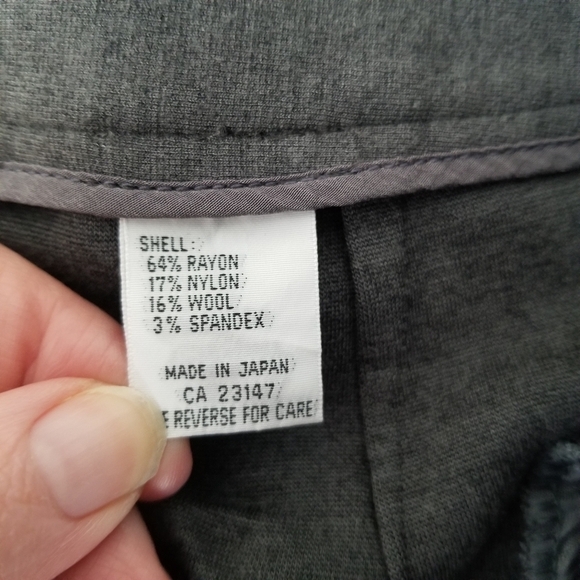 SHELL:
64% RAYON
17% NYLON
16% WOOL
3% SPANDEX
MADE IN JAPAN
CA 23147
E REVERSE FOR CARE